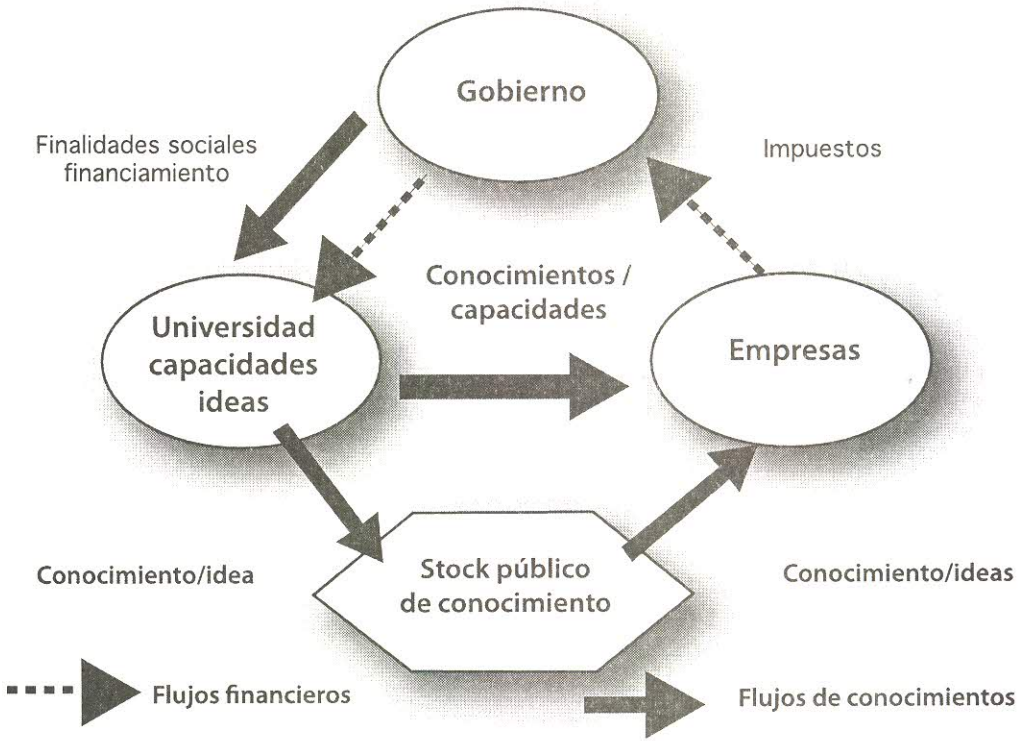 Gobierno
Finalidades sociales
financiamiento
Impuestos
Conocimientos /
capacidades
Universidad
capacidades
ideas
Empresas
Stock público
de conocimiento
Conocimiento/idea
Conocimiento/ideas
Flujos financieros
Flujos de conocimientos